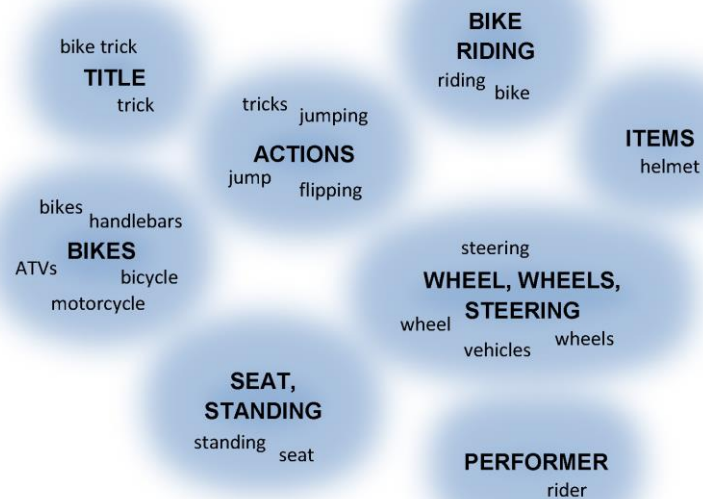 bike trick
TITLE
trick
BIKE
RIDING
riding
bike
tricks
jumping
ACTIONS
jump
flipping
ITEMS
helmet
bikes
handlebars
BIKES
ATVs
bicycle
motorcycle
steering
WHEEL, WHEELS,
STEERING
wheel
vehicles
wheels
SEAT,
STANDING
standing
seat
PERFORMER
rider